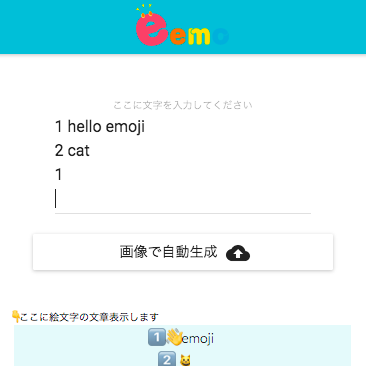 eemo
ここに文字を入力してください
1 hello emoji
2 cat
1
画像で自動生成
👇ここに絵文字の文章表示します
1️⃣👋emoji
2️⃣😺